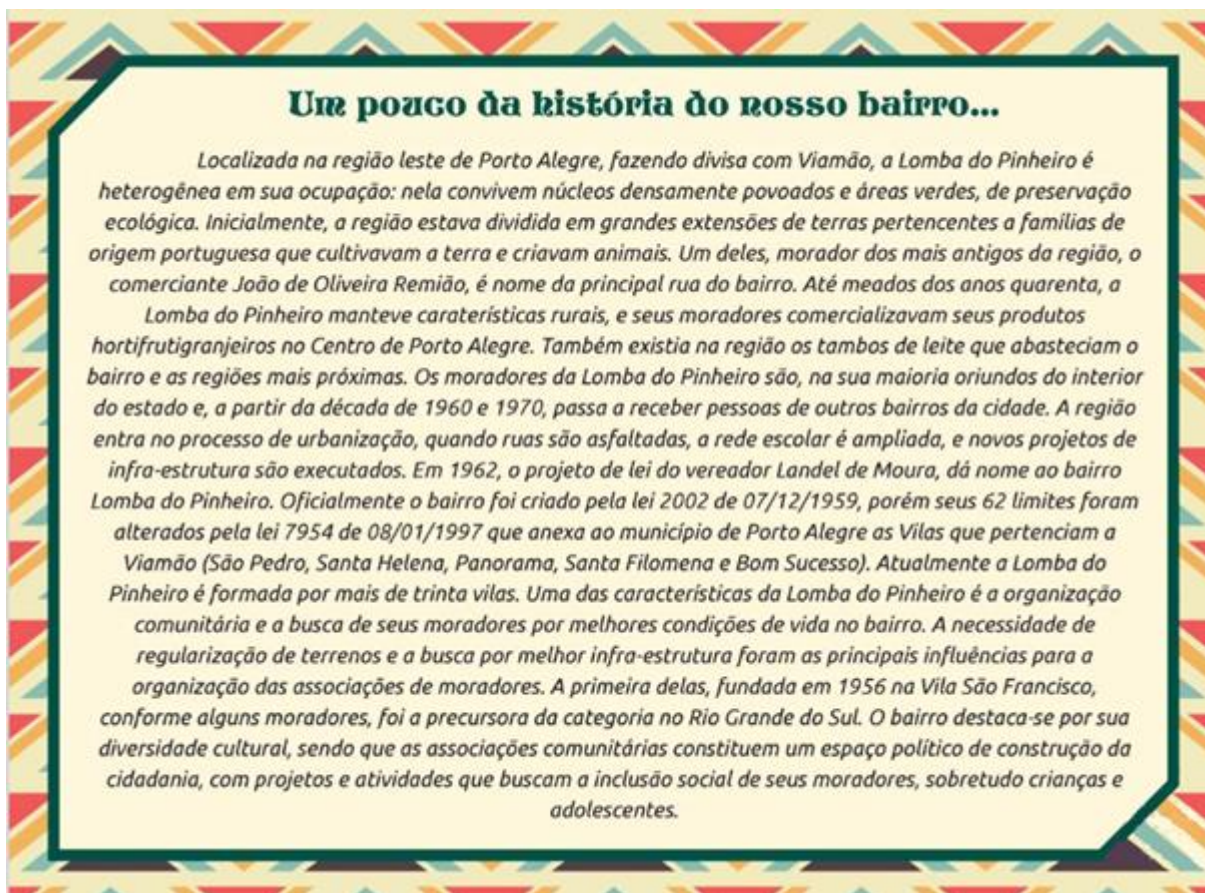 Um pouco da história do nosso bairro...
Localizada na região leste de Porto Alegre, fazendo divisa com Viamão, a Lomba do Pinheiro é
heterogênea em sua ocupação: nela convivem núcleos densamente povoados e áreas verdes, de preservação
ecológica. Inicialmente, a região estava dividida em grandes extensões de terras pertencentes a famílias de
origem portuguesa que cultivavam a terra e criavam animais. Um deles, morador dos mais antigos da região, o
comerciante João de Oliveira Remião, é nome da principal rua do bairro. Até meados dos anos quarenta, a
Lomba do Pinheiro manteve caraterísticas rurais, e seus moradores comercializavam seus produtos
hortifrutigranjeiros no Centro de Porto Alegre. Também existia na região os tambos de leite que abasteciam o
bairro e as regiões mais próximas. Os moradores da Lomba do Pinheiro são, na sua maioria oriundos do interior
do estado e, a partir da década de 1960 e 1970, passa a receber pessoas de outros bairros da cidade. A região
entra no processo de urbanização, quando ruas são asfaltadas, a rede escolar é ampliada, e novos projetos de
infra-estrutura são executados. Em 1962, o projeto de lei do vereador Landel de Moura, dá nome ao bairro
Lomba do Pinheiro. Oficialmente o bairro foi criado pela lei 2002 de 07/12/1959, porém seus 62 limites foram
alterados pela lei 7954 de 08/01/1997 que anexa ao município de Porto Alegre as Vilas que pertenciam a
Viamão (São Pedro, Santa Helena, Panorama, Santa Filomena e Bom Sucesso). Atualmente a Lomba do
Pinheiro é formada por mais de trinta vilas. Uma das características da Lomba do Pinheiro é a organização
comunitária e a busca de seus moradores por melhores condições de vida no bairro. A necessidade de
regularização de terrenos e a busca por melhor infra-estrutura foram as principais influências para a
organização das associações de moradores. A primeira delas, fundada em 1956 na Vila São Francisco,
conforme alguns moradores, foi a precursora da categoria no Rio Grande do Sul. O bairro destaca-se por sua
diversidade cultural, sendo que as associações comunitárias constituem um espaço político de construção da
cidadania, com projetos e atividades que buscam a inclusão social de seus moradores, sobretudo crianças e
adolescentes.